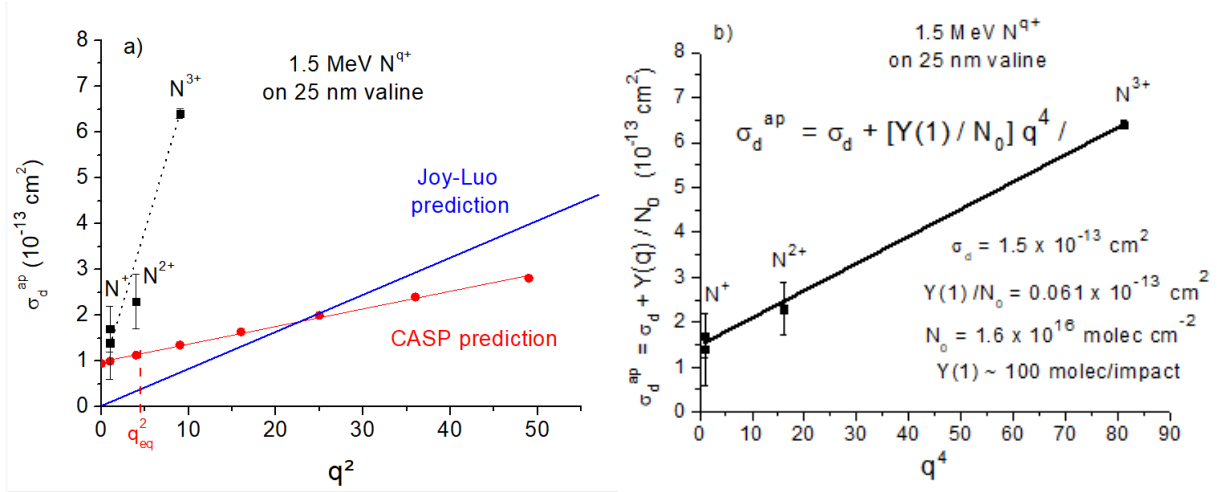 a)
1.5 MeV N^{q+}
on 25 nm valine
N^{3+}
N^{+}
N^{2+}
Joy-Luo
prediction
CASP prediction
σ_d^{ap} (10^{-13} cm^2)
8
7
6
5
4
3
2
1
0
0 10 20 30 40 50
q_{eq}^2
q²
b)
1.5 MeV N^{q+}
on 25 nm valine
N^{3+}
σ_d^{ap} = σ_d + [Y(1) / N_0] q^4 /
N^{2+}
N^{+}
σ_d = 1.5 x 10^{-13} cm^2
Y(1) /N_0 = 0.061 x 10^{-13} cm^2
N_0 = 1.6 x 10^{16} molec cm^{-2}
Y(1) ~ 100 molec/impact
σ_d^{ap} = σ_d + Y(q) / N_0 (10^{-13} cm^2)
8
7
6
5
4
3
2
1
0
0 10 20 30 40 50 60 70 80 90
q^4